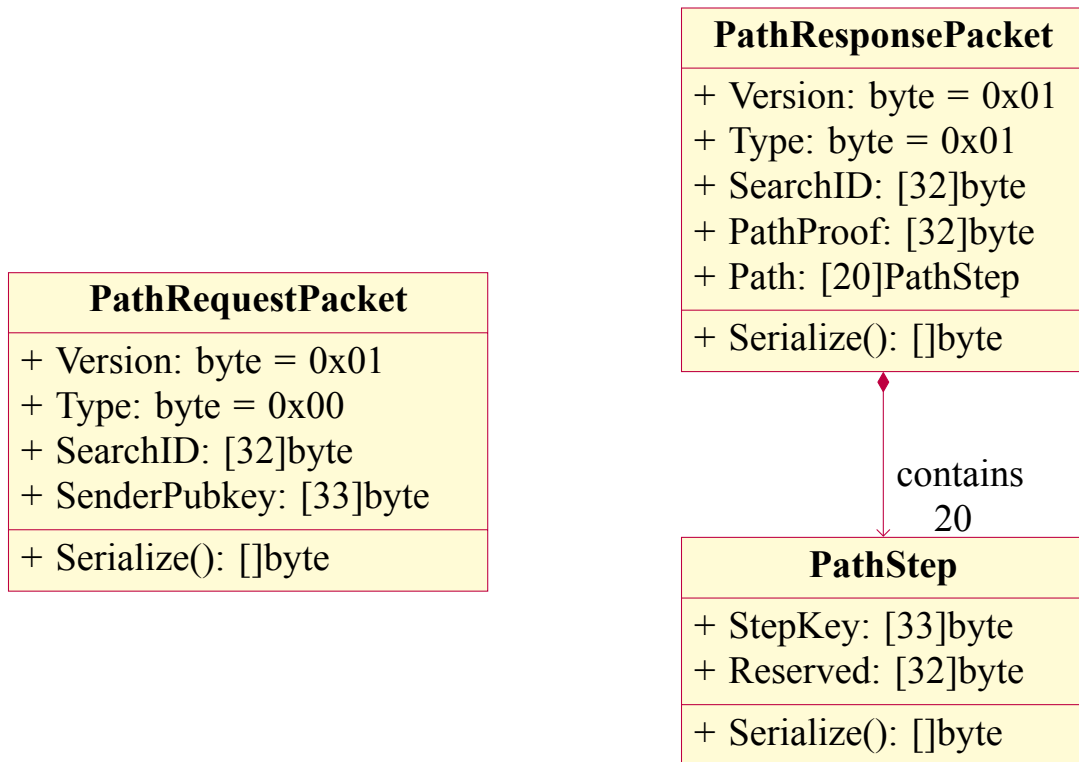 PathResponsePacket
+ Version: byte = 0x01
+ Type: byte = 0x01
+ SearchID: [32]byte
+ PathProof: [32]byte
+ Path: [20]PathStep
+ Serialize(): []byte
PathRequestPacket
+ Version: byte = 0x01
+ Type: byte = 0x00
+ SearchID: [32]byte
+ SenderPubkey: [33]byte
+ Serialize(): []byte
contains
20
PathStep
+ StepKey: [33]byte
+ Reserved: [32]byte
+ Serialize(): []byte